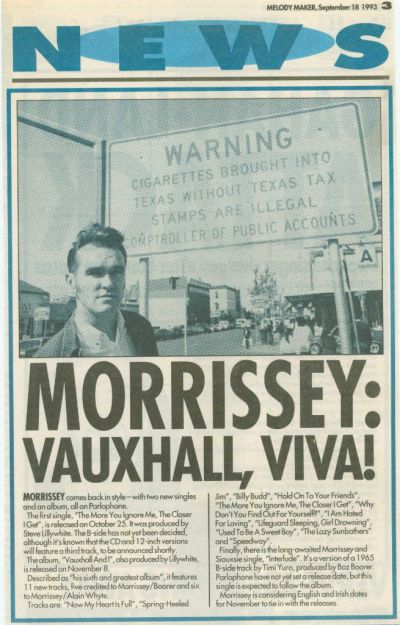 MELODY MAKER, September 18 1993 3
NEWS
WARNING
CIGARETTES BROUGHT INTO
TEXAS WITHOUT TEXAS TAX
STAMPS ARE ILLEGAL
COMPTROLLER OF PUBLIC ACCOUNTS
A
MORRISSEY:
VAUXHALL, VIVA!
MORRISSEY comes back in style – with two new singles
and an album, all on Parlophone.
The first single, "The More You Ignore Me, The Closer
I Get", is released on October 25. It was produced by
Steve Lillywhite. The B-side has not yet been decided,
although it's known that the CD and 12-inch versions
will feature a third track, to be announced shortly.
The album, "Vauxhall And I", also produced by Lillywhite,
is released on November 8.
Described as "his sixth and greatest album", it features
11 new tracks, five credited to Morrissey/Boorer and six
to Morrissey/Alain Whyte.
Tracks are: "Now My Heart Is Full", "Spring-Heeled
Jim", "Billy Budd", "Hold On To Your Friends",
"The More You Ignore Me, The Closer I Get", "Why
Don't You Find Out For Yourself", "I Am Hated
For Loving", "Lifeguard Sleeping, Girl Drowning",
"Used To Be A Sweet Boy", "The Lazy Sunbathers"
and "Speedway".
Finally, there is the long-awaited Morrissey and
Siouxsie single, "Interlude". It's a version of a 1965
B-side track by Timi Yuro, produced by Boz Boorer.
Parlophone have not yet set a release date, but this
single is expected to follow the album.
Morrissey is considering English and Irish dates
for November to tie in with the releases.